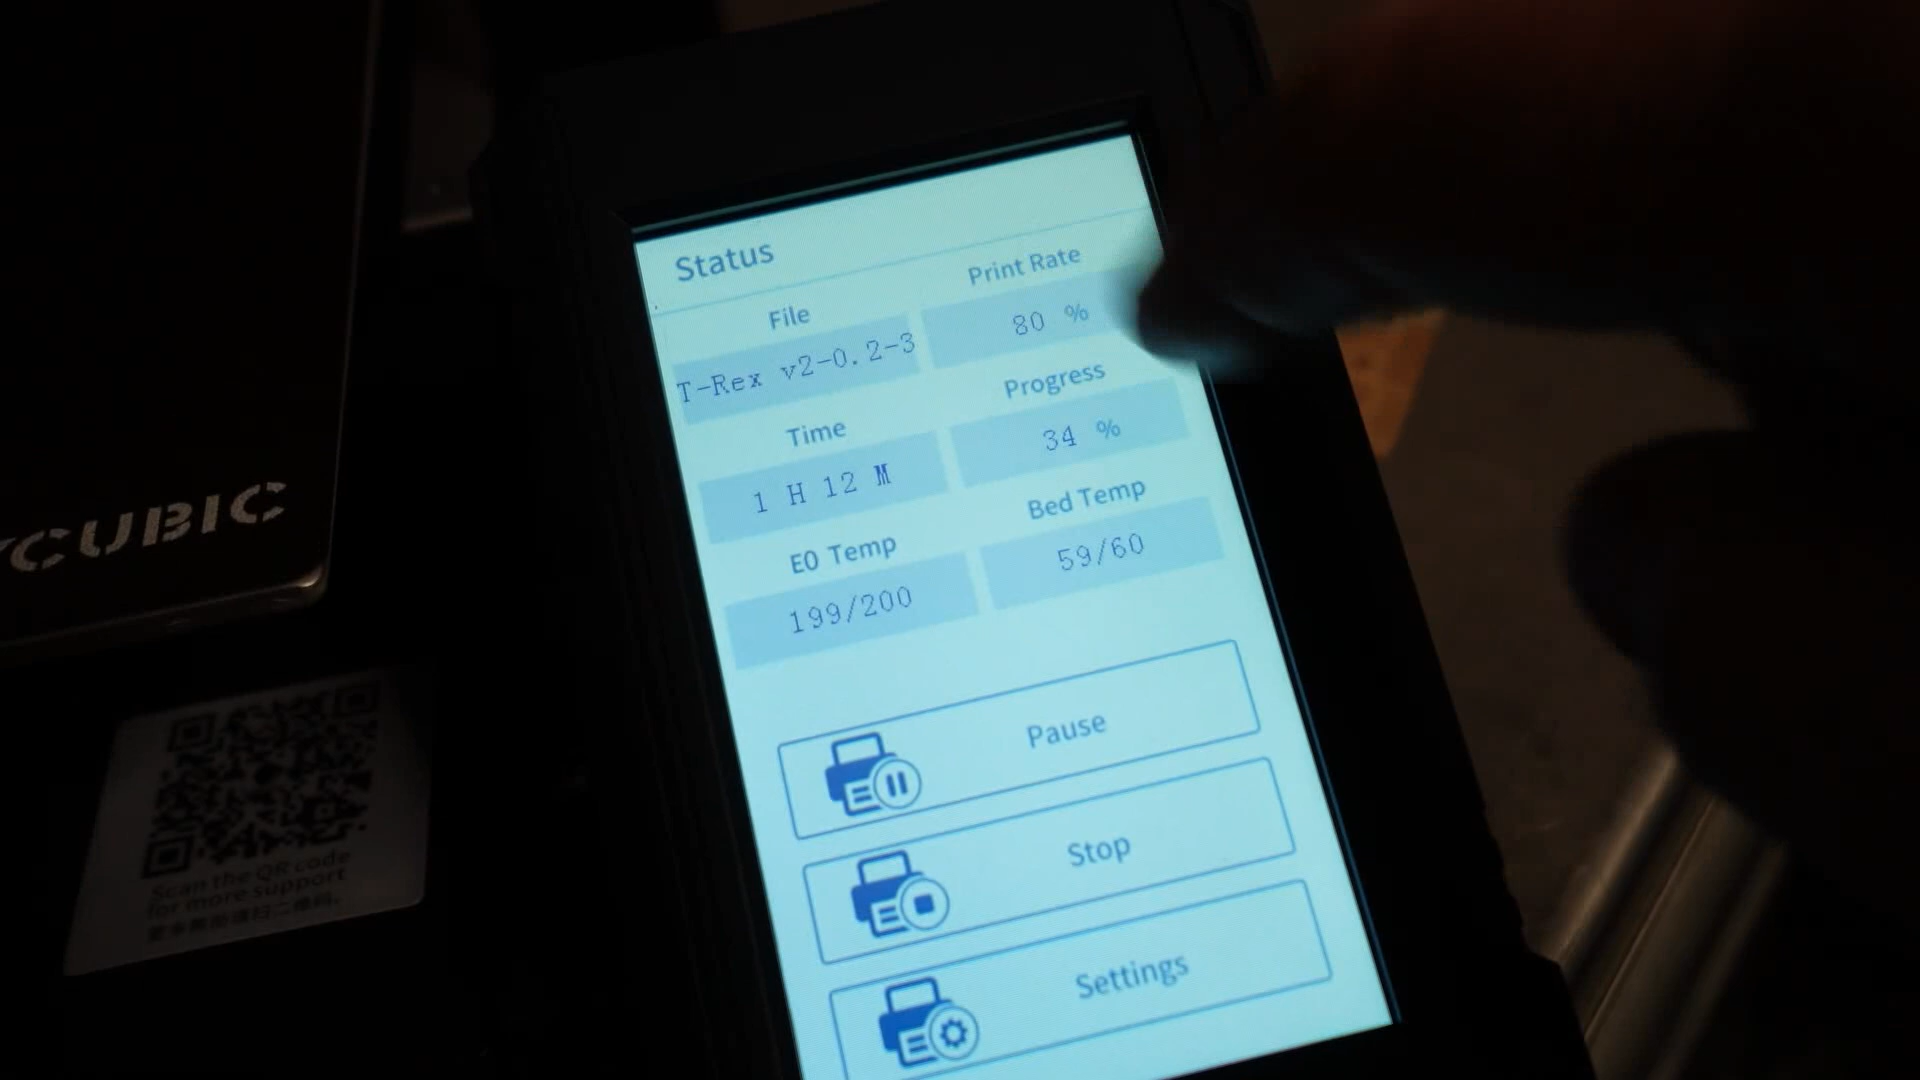 Status
File
Print Rate
T-Rex v2-0.2-3
80 %
Time
Progress
1 H 12 M
34 %
E0 Temp
Bed Temp
199/200
59/60
Pause
Stop
Settings
CUBIC
Scan the QR code
for more support